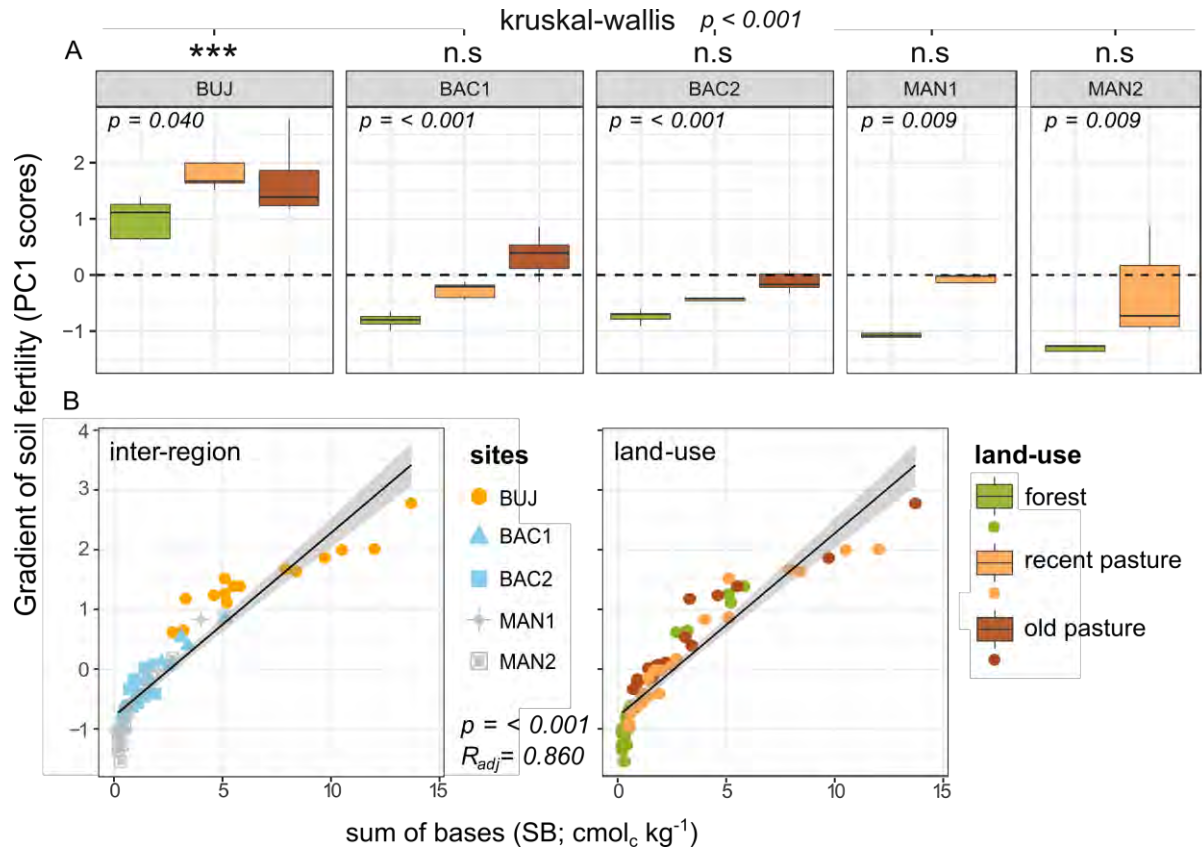 kruskal-wallis p < 0.001
A *** n.s n.s n.s n.s
BUJ BAC1 BAC2 MAN1 MAN2
p = 0.040 p = < 0.001 p = < 0.001 p = 0.009 p = 0.009
2
1
0
−1
Gradient of soil fertility (PC1 scores)
B
inter-region
4
3
2
1
0
−1
0 5 10 15
sites
BUJ
BAC1
BAC2
MAN1
MAN2
p = < 0.001
R_adj = 0.860
land-use
0 5 10 15
land-use
forest
recent pasture
old pasture
sum of bases (SB; cmol_c kg⁻¹)